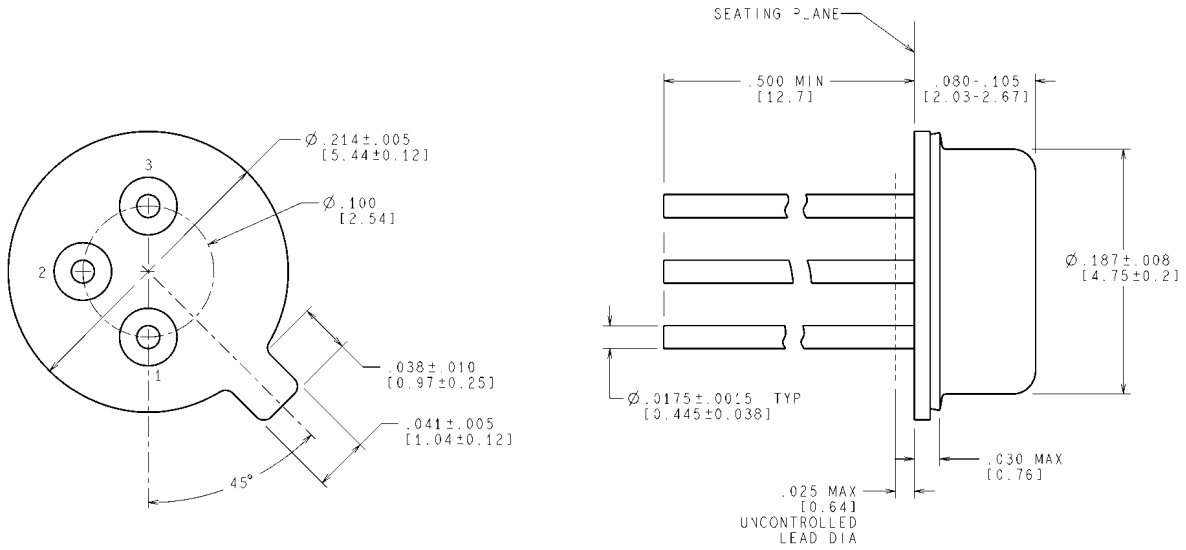 SEATING PLANE
.500 MIN
[12.7]
.080-.105
[2.03-2.67]
Ø.214±.005
[5.44±0.12]
3
Ø.100
[2.54]
2
1
Ø.187±.008
[4.75±0.2]
.038±.010
[0.97±0.25]
Ø.0175±.0015 TYP
[0.445±0.038]
.041±.005
[1.04±0.12]
45°
.030 MAX
[0.76]
.025 MAX
[0.64]
UNCONTROLLED
LEAD DIA